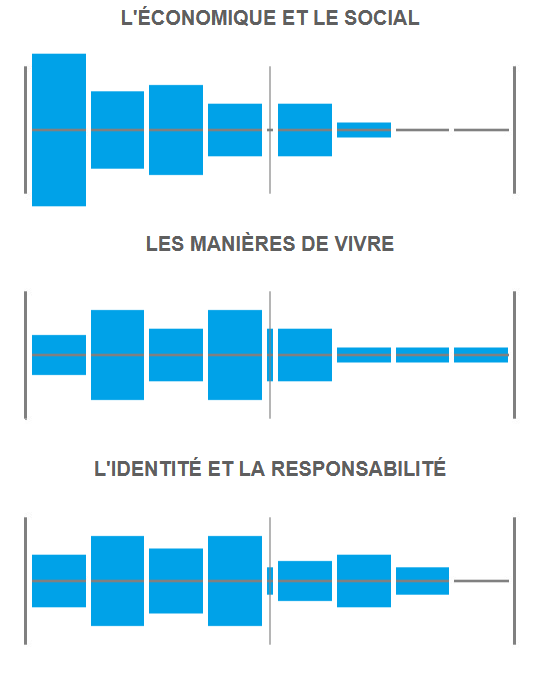 L'ÉCONOMIQUE ET LE SOCIAL
LES MANIÈRES DE VIVRE
L'IDENTITÉ ET LA RESPONSABILITÉ